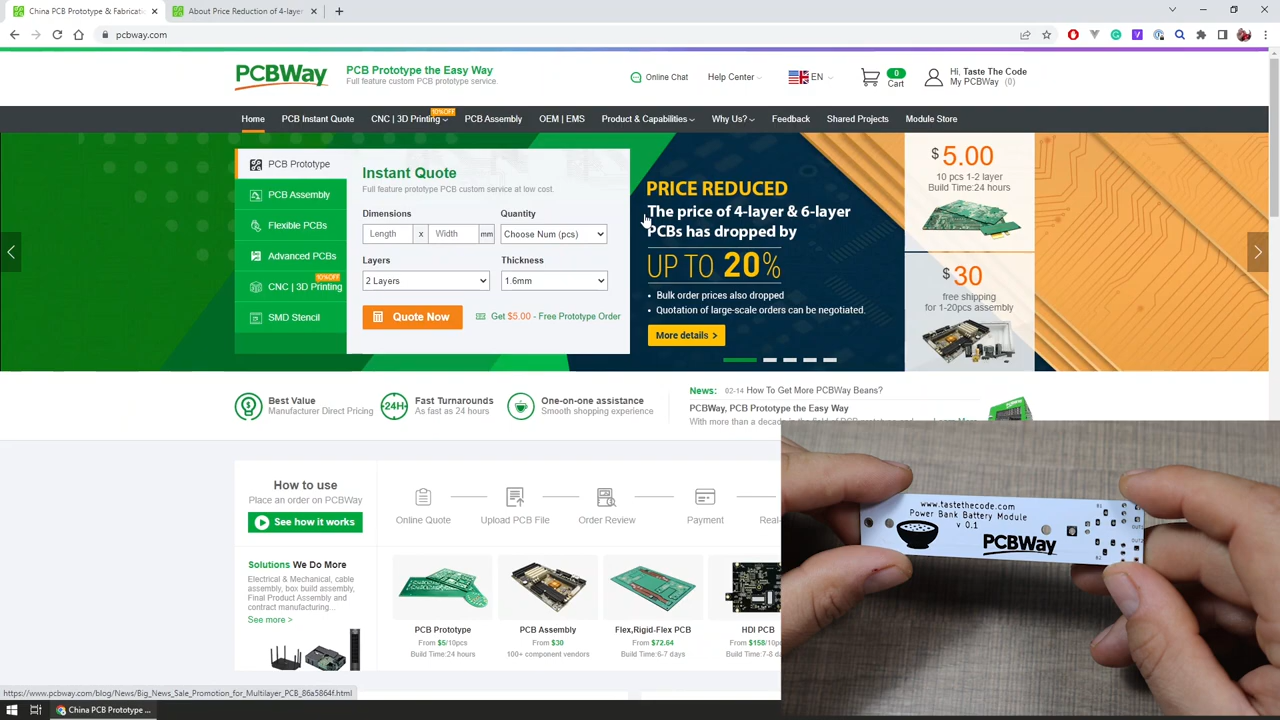 China PCB Prototype & Fabricati
About Price Reduction of 4-layer
pcbway.com
PCBWay
PCB Prototype the Easy Way
Full feature custom PCB prototype service.
Online Chat
Help Center
EN
0
Cart
Hi, Taste The Code
My PCBWay (0)
10%OFF
Home
PCB Instant Quote
CNC | 3D Printing
PCB Assembly
OEM | EMS
Product & Capabilities
Why Us?
Feedback
Shared Projects
Module Store
PCB Prototype
PCB Assembly
Flexible PCBs
Advanced PCBs
10%OFF
CNC | 3D Printing
SMD Stencil
Instant Quote
Full feature prototype PCB custom service at low cost.
Dimensions
Quantity
Length x Width mm
Choose Num (pcs)
Layers
Thickness
2 Layers
1.6mm
Quote Now
Get $5.00 - Free Prototype Order
PRICE REDUCED
The price of 4-layer & 6-layer
PCBs has dropped by
UP TO 20%
• Bulk order prices also dropped
• Quotation of large-scale orders can be negotiated.
More details >
$5.00
10 pcs 1-2 layer
Build Time:24 hours
$30
free shipping
for 1-20pcs assembly
Best Value
Manufacturer Direct Pricing
24H
Fast Turnarounds
As fast as 24 hours
One-on-one assistance
Smooth shopping experience
News: 02-14 How To Get More PCBWay Beans?
PCBWay, PCB Prototype the Easy Way
How to use
Place an order on PCBWay
See how it works
Online Quote
Upload PCB File
Order Review
Payment
Real-
Solutions We Do More
Electrical & Mechanical, cable
assembly, box build assembly,
Final Product Assembly and
contract manufacturing...
See more >
PCB Prototype
From $5/10pcs
Build Time:24 hours
PCB Assembly
From $30
100+ component vendors
Flex,Rigid-Flex PCB
From $72.64
Build Time:6-7 days
HDI PCB
From $158/10p
Build Time:7-8 d
www.tastethecode.com
Power Bank Battery Module
v 0.1
PCBWay
https://www.pcbway.com/blog/News/Big_News_Sale_Promotion_for_Multilayer_PCB_86a5864f.html
China PCB Prototype ...